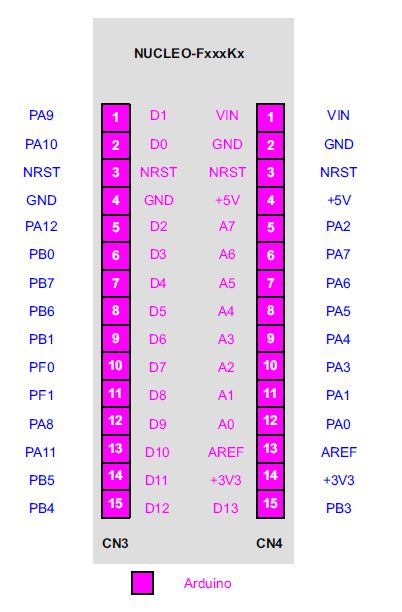 NUCLEO-FxxxKx
PA9 1 D1 VIN 1 VIN
PA10 2 D0 GND 2 GND
NRST 3 NRST NRST 3 NRST
GND 4 GND +5V 4 +5V
PA12 5 D2 A7 5 PA2
PB0 6 D3 A6 6 PA7
PB7 7 D4 A5 7 PA6
PB6 8 D5 A4 8 PA5
PB1 9 D6 A3 9 PA4
PF0 10 D7 A2 10 PA3
PF1 11 D8 A1 11 PA1
PA8 12 D9 A0 12 PA0
PA11 13 D10 AREF 13 AREF
PB5 14 D11 +3V3 14 +3V3
PB4 15 D12 D13 15 PB3
CN3 CN4
Arduino